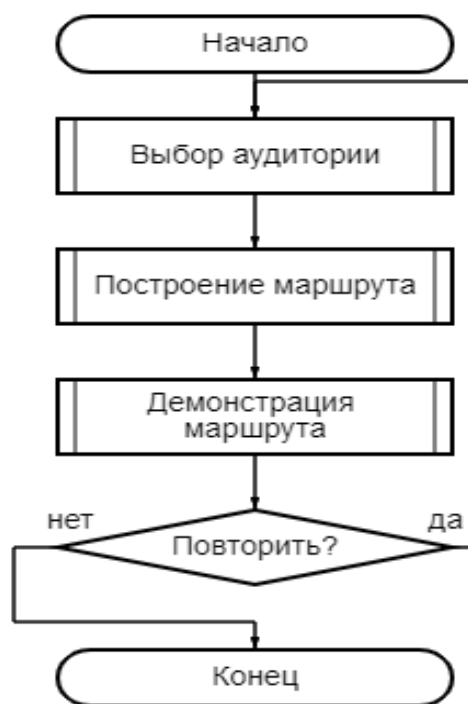 Начало
Выбор аудитории
Построение маршрута
Демонстрация
маршрута
нет
да
Повторить?
Конец